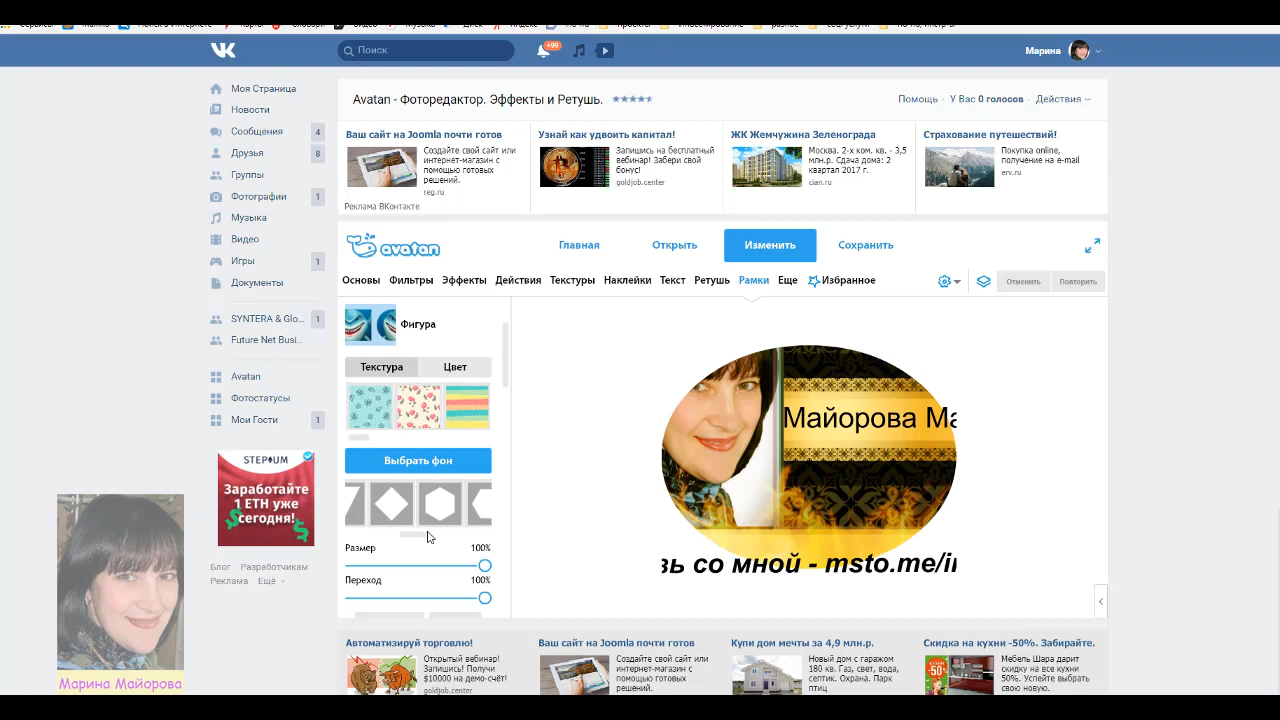 Поиск
+99
Марина
Моя Страница
Новости
Сообщения 4
Друзья 8
Группы
Фотографии 1
Музыка
Видео
Игры 1
Документы
SYNTERA & Glo... 1
Future Net Busi..
Avatan
Фотостатусы
Мои Гости 1
STEPIUM
Заработайте
1 ETH уже
сегодня!
Блог Разработчикам
Реклама Ещё
Марина Майорова
Avatan - Фоторедактор. Эффекты и Ретушь.
Помощь · У Вас 0 голосов · Действия
Ваш сайт на Joomla почти готов
Создайте свой сайт или
интернет-магазин с
помощью готовых
решений.
reg.ru
Реклама ВКонтакте
Узнай как удвоить капитал!
Запишись на бесплатный
вебинар! Забери свой
бонус!
goldjob.center
ЖК Жемчужина Зеленограда
Москва. 2-х ком. кв. - 3,5
млн.р. Сдача дома: 2
квартал 2017 г.
cian.ru
Страхование путешествий!
Покупка online,
получение на e-mail
erv.ru
avatan
Главная
Открыть
Изменить
Сохранить
Основы Фильтры Эффекты Действия Текстуры Наклейки Текст Ретушь Рамки Еще Избранное
Отменить Повторить
Фигура
Текстура Цвет
Выбрать фон
Размер 100%
Переход 100%
Майорова Ма
зь со мной - msto.me/i
Автоматизируй торговлю!
Открытый вебинар!
Запишись! Получи
$10000 на демо-счёт!
goldjob.center
Ваш сайт на Joomla почти готов
Создайте свой сайт или
интернет-магазин с
помощью готовых
решений.
Купи дом мечты за 4,9 млн.р.
Новый дом с гаражом
180 кв. Газ, свет, вода,
септик. Охрана. Парк
птиц
Скидка на кухни -50%. Забирайте.
-50%
Мебель Шара дарит
скидку на все кухни
50%. Успейте выбрать
свою новую.